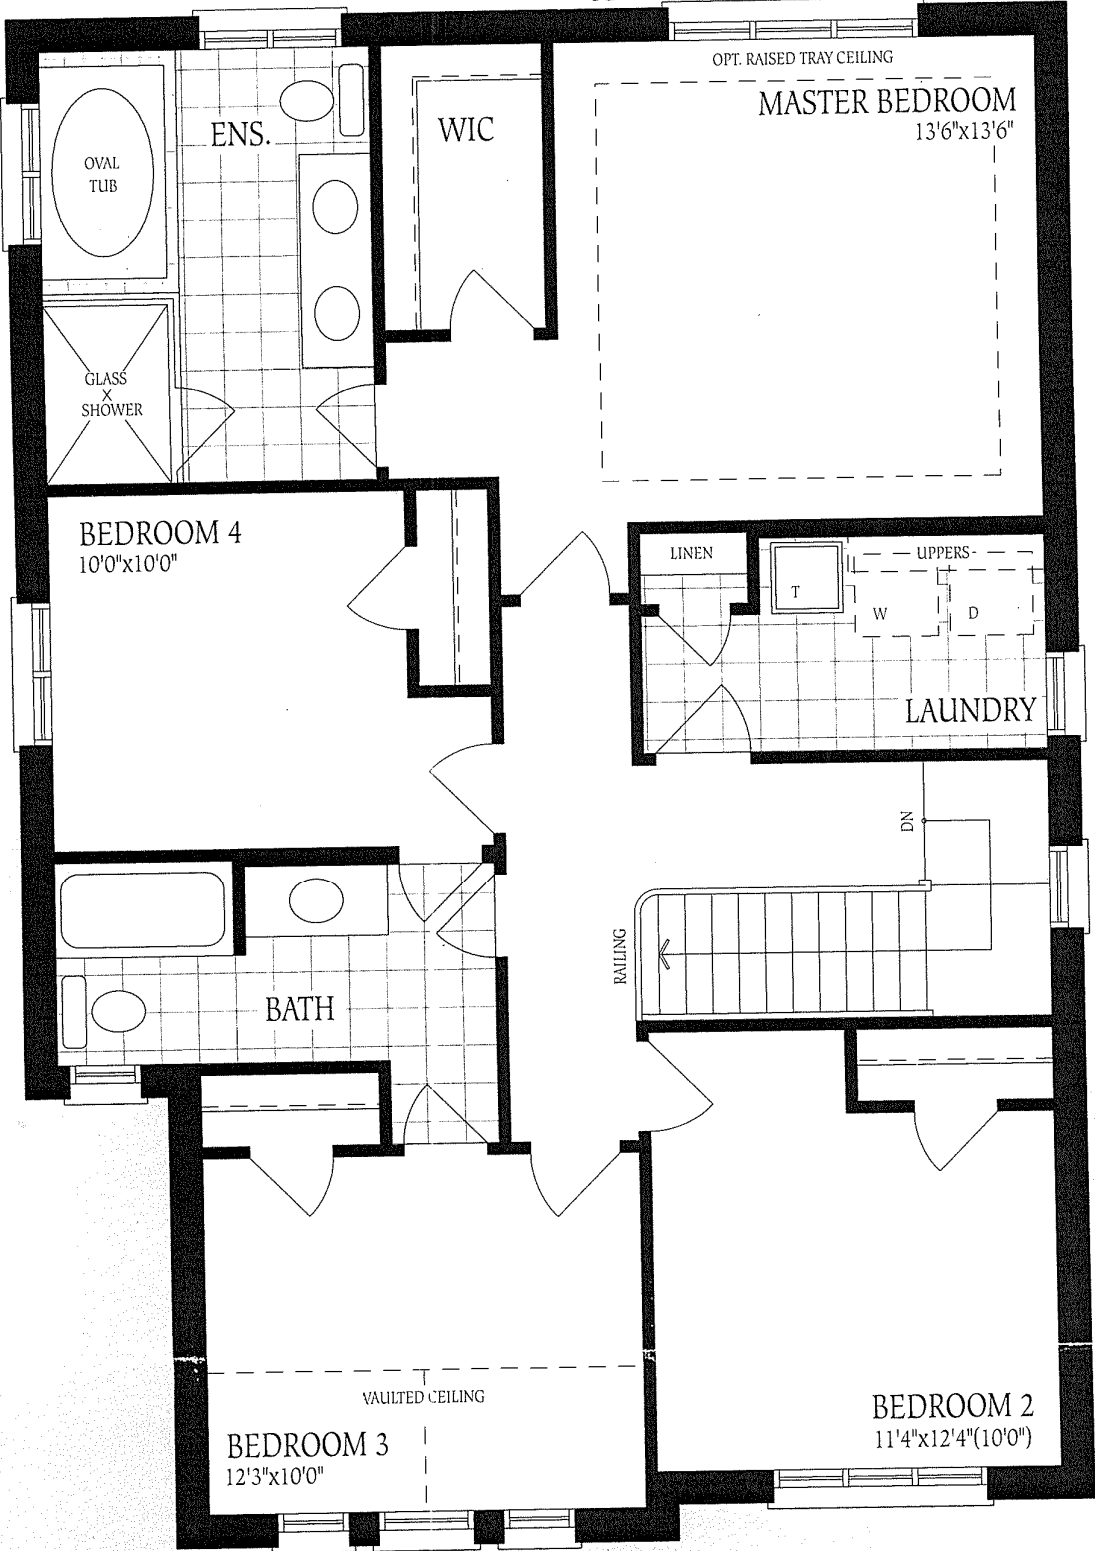 OPT. RAISED TRAY CEILING
MASTER BEDROOM
13'6"x13'6"
ENS.
WIC
OVAL
TUB
GLASS
X
SHOWER
BEDROOM 4
10'0"x10'0"
LINEN
UPPERS
T
W
D
LAUNDRY
DN
RAILING
BATH
VAULTED CEILING
BEDROOM 3
12'3"x10'0"
BEDROOM 2
11'4"x12'4"(10'0")